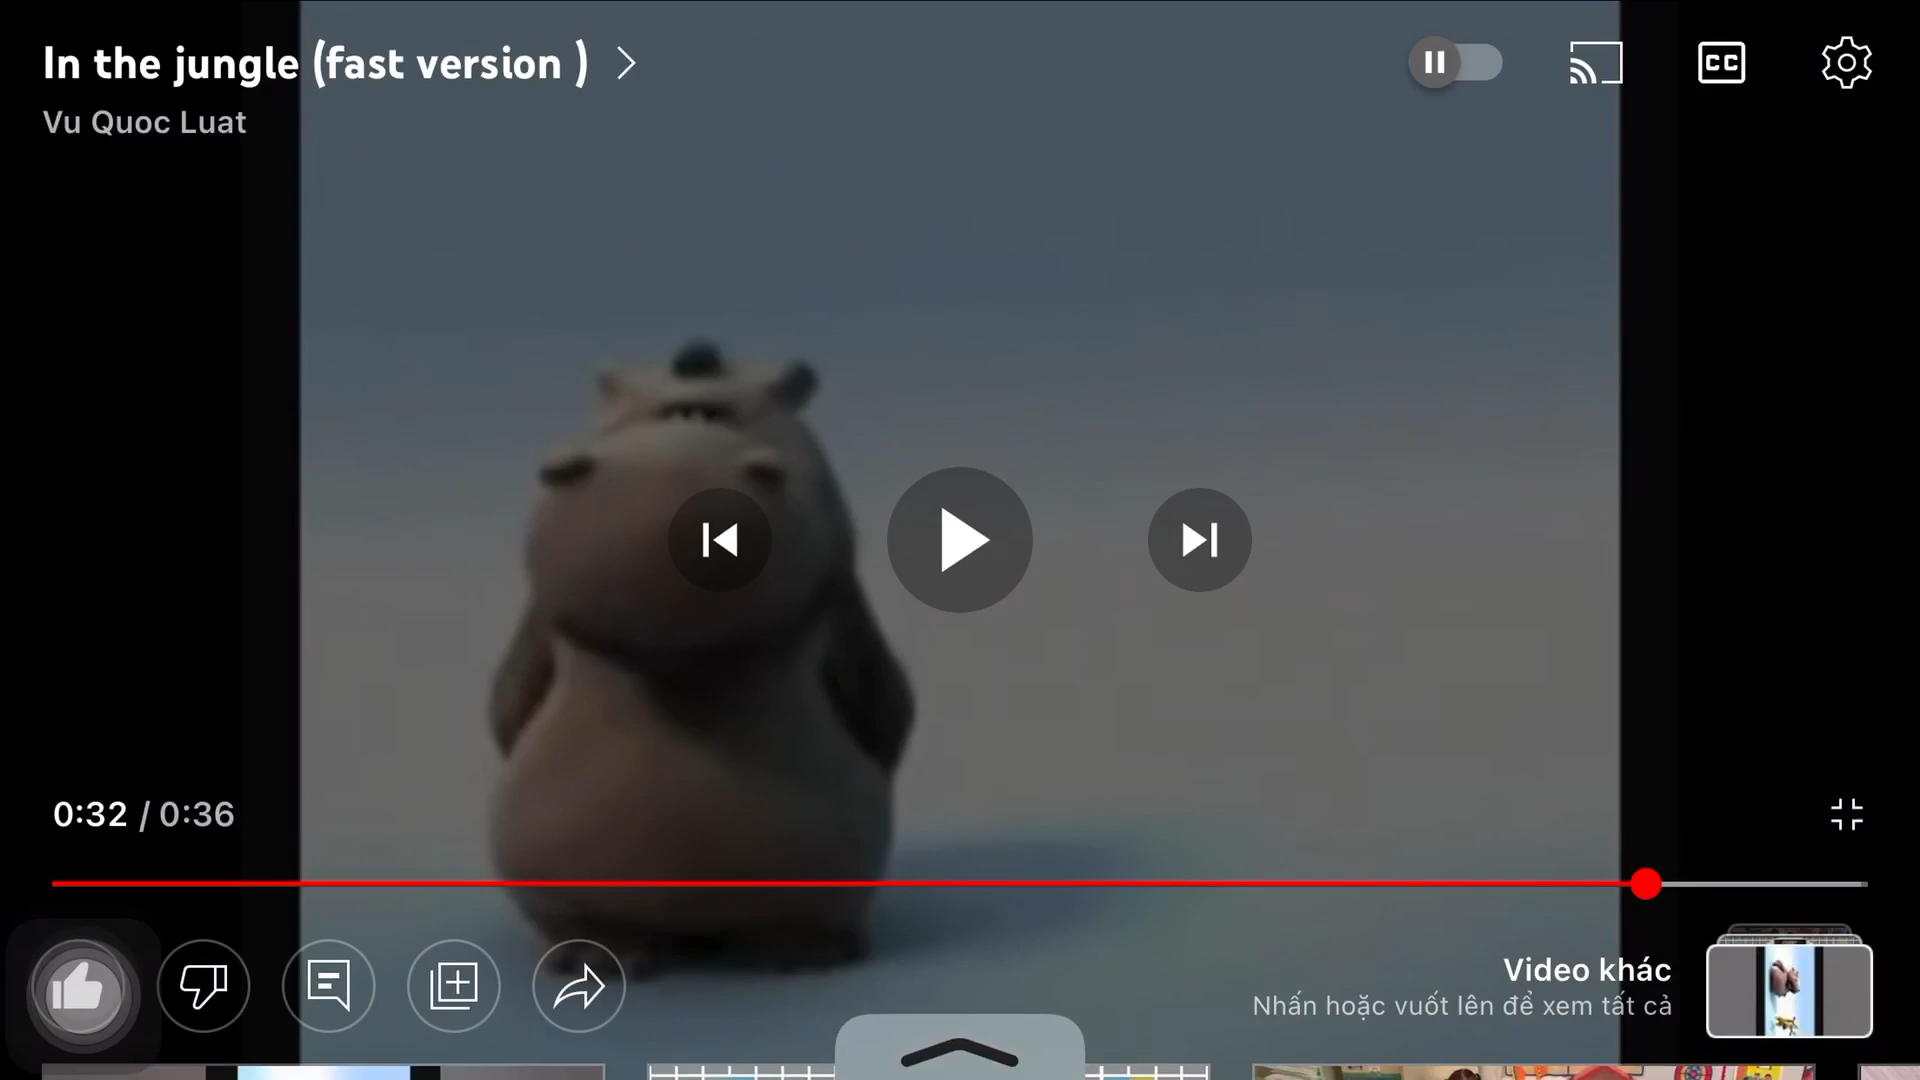 In the jungle (fast version )
Vu Quoc Luat
CC
0:32 / 0:36
Video khác
Nhấn hoặc vuốt lên để xem tất cả